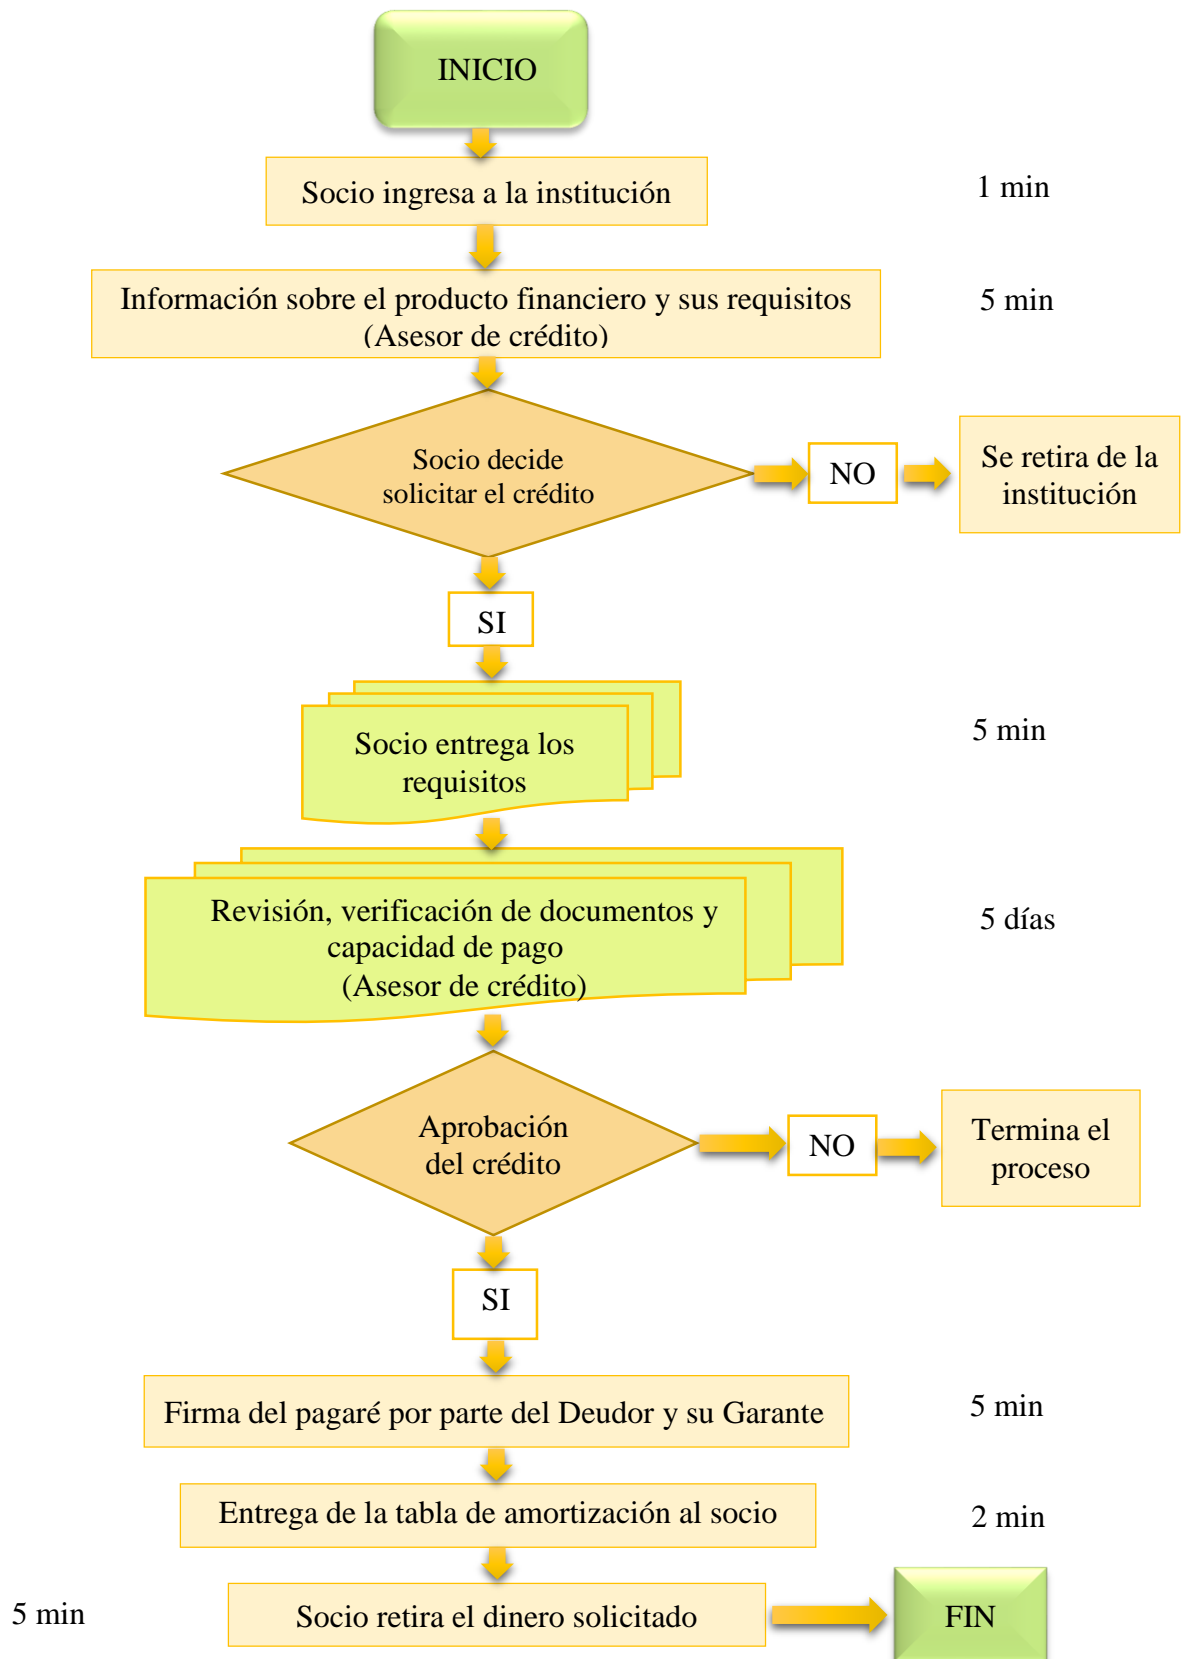 INICIO
Socio ingresa a la institución
1 min
Información sobre el producto financiero y sus requisitos
(Asesor de crédito)
5 min
Socio decide
solicitar el crédito
NO
Se retira de la
institución
SI
Socio entrega los
requisitos
5 min
Revisión, verificación de documentos y
capacidad de pago
(Asesor de crédito)
5 días
Aprobación
del crédito
NO
Termina el
proceso
SI
Firma del pagaré por parte del Deudor y su Garante
5 min
Entrega de la tabla de amortización al socio
2 min
5 min
Socio retira el dinero solicitado
FIN